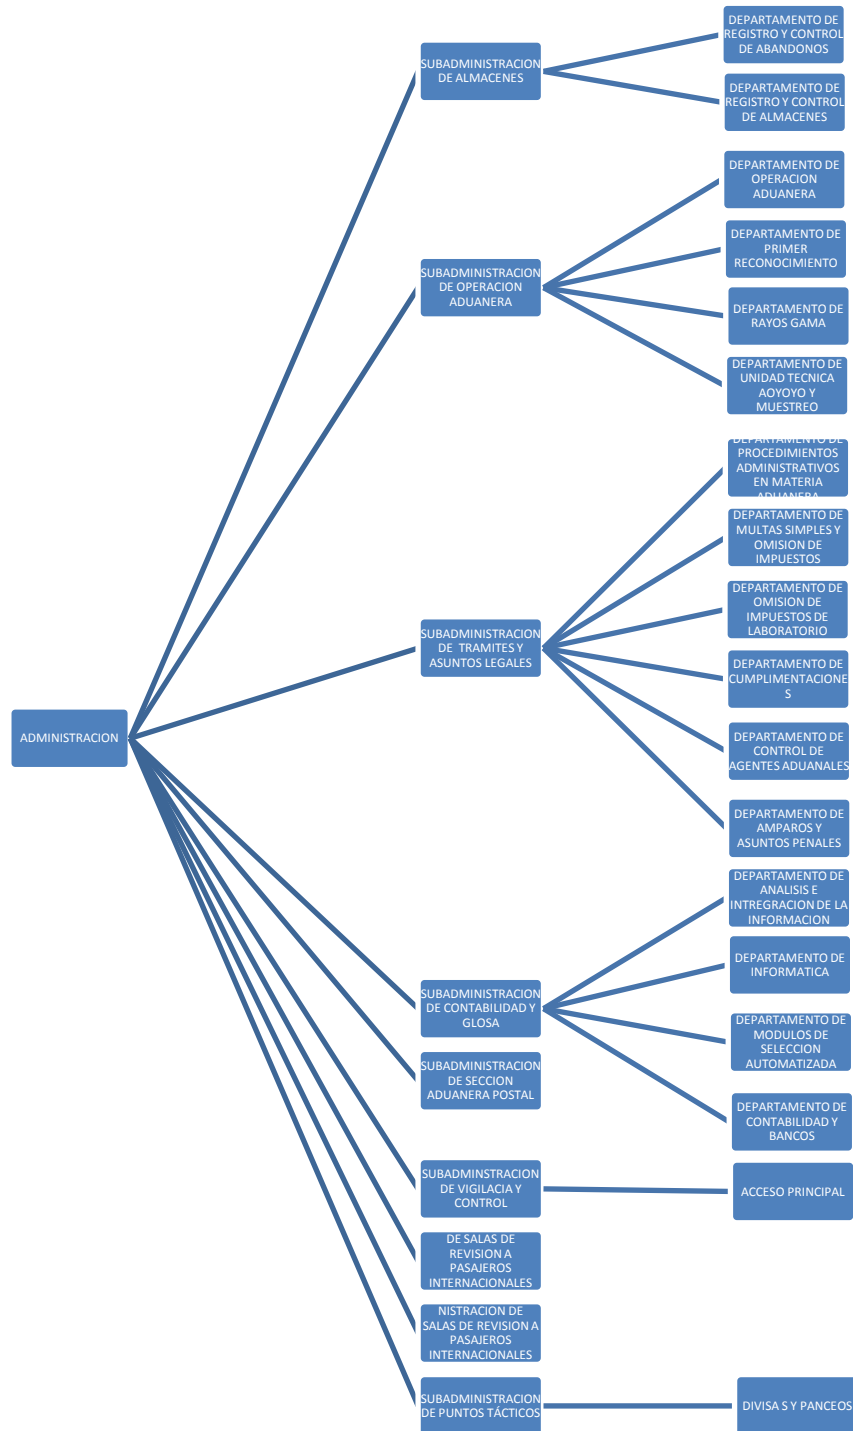 ADMINISTRACION
SUBADMINISTRACION
DE ALMACENES
DEPARTAMENTO DE
REGISTRO Y CONTROL
DE ABANDONOS
DEPARTAMENTO DE
REGISTRO Y CONTROL
DE ALMACENES
SUBADMINISTRACION
DE OPERACION
ADUANERA
DEPARTAMENTO DE
OPERACION
ADUANERA
DEPARTAMENTO DE
PRIMER
RECONOCIMIENTO
DEPARTAMENTO DE
RAYOS GAMA
DEPARTAMENTO DE
UNIDAD TECNICA
AOYOYO Y
MUESTREO
SUBADMINISTRACION
DE TRAMITES Y
ASUNTOS LEGALES
DEPARTAMENTO DE
PROCEDIMIENTOS
ADMINISTRATIVOS
EN MATERIA
ADUANERA
DEPARTAMENTO DE
MULTAS SIMPLES Y
OMISION DE
IMPUESTOS
DEPARTAMENTO DE
OMISION DE
IMPUESTOS DE
LABORATORIO
DEPARTAMENTO DE
CUMPLIMENTACIONE
S
DEPARTAMENTO DE
CONTROL DE
AGENTES ADUANALES
DEPARTAMENTO DE
AMPAROS Y
ASUNTOS PENALES
SUBADMINISTRACION
DE CONTABILIDAD Y
GLOSA
DEPARTAMENTO DE
ANALISIS E
INTREGRACION DE LA
INFORMACION
DEPARTAMENTO DE
INFORMATICA
DEPARTAMENTO DE
MODULOS DE
SELECCION
AUTOMATIZADA
DEPARTAMENTO DE
CONTABILIDAD Y
BANCOS
SUBADMINISTRACION
DE SECCION
ADUANERA POSTAL
SUBADMINSTRACION
DE VIGILACIA Y
CONTROL
ACCESO PRINCIPAL
DE SALAS DE
REVISION A
PASAJEROS
INTERNACIONALES
NISTRACION DE
SALAS DE REVISION A
PASAJEROS
INTERNACIONALES
SUBADMINISTRACION
DE PUNTOS TÁCTICOS
DIVISA S Y PANCEOS